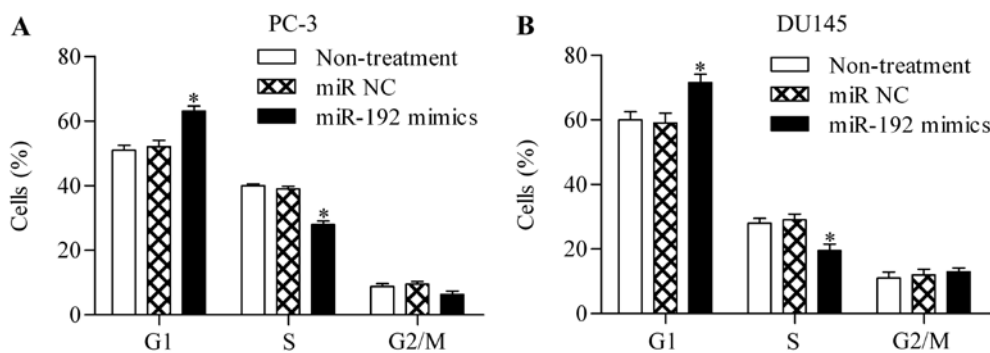 A
PC-3
Non-treatment
miR NC
miR-192 mimics
Cells (%)
80
60
40
20
0
*
*
G1
S
G2/M
B
DU145
Non-treatment
miR NC
miR-192 mimics
Cells (%)
80
60
40
20
0
*
*
G1
S
G2/M